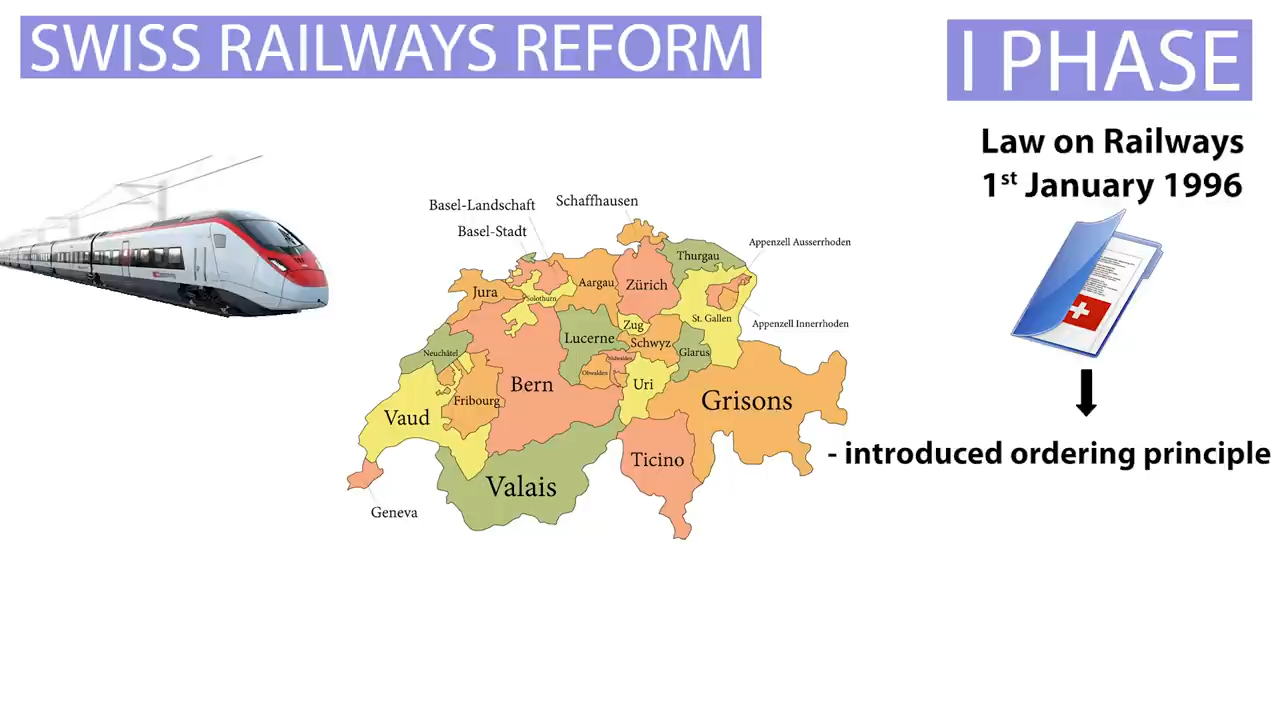 SWISS RAILWAYS REFORM
I PHASE
Law on Railways
1st January 1996
- introduced ordering principle
Basel-Landschaft
Schaffhausen
Basel-Stadt
Appenzell Ausserrhoden
Thurgau
Jura
Aargau
Zürich
Solothurn
St. Gallen
Appenzell Innerrhoden
Zug
Lucerne
Schwyz
Neuchâtel
Glarus
Nidwalden
Obwalden
Bern
Uri
Fribourg
Grisons
Vaud
Ticino
Valais
Geneva